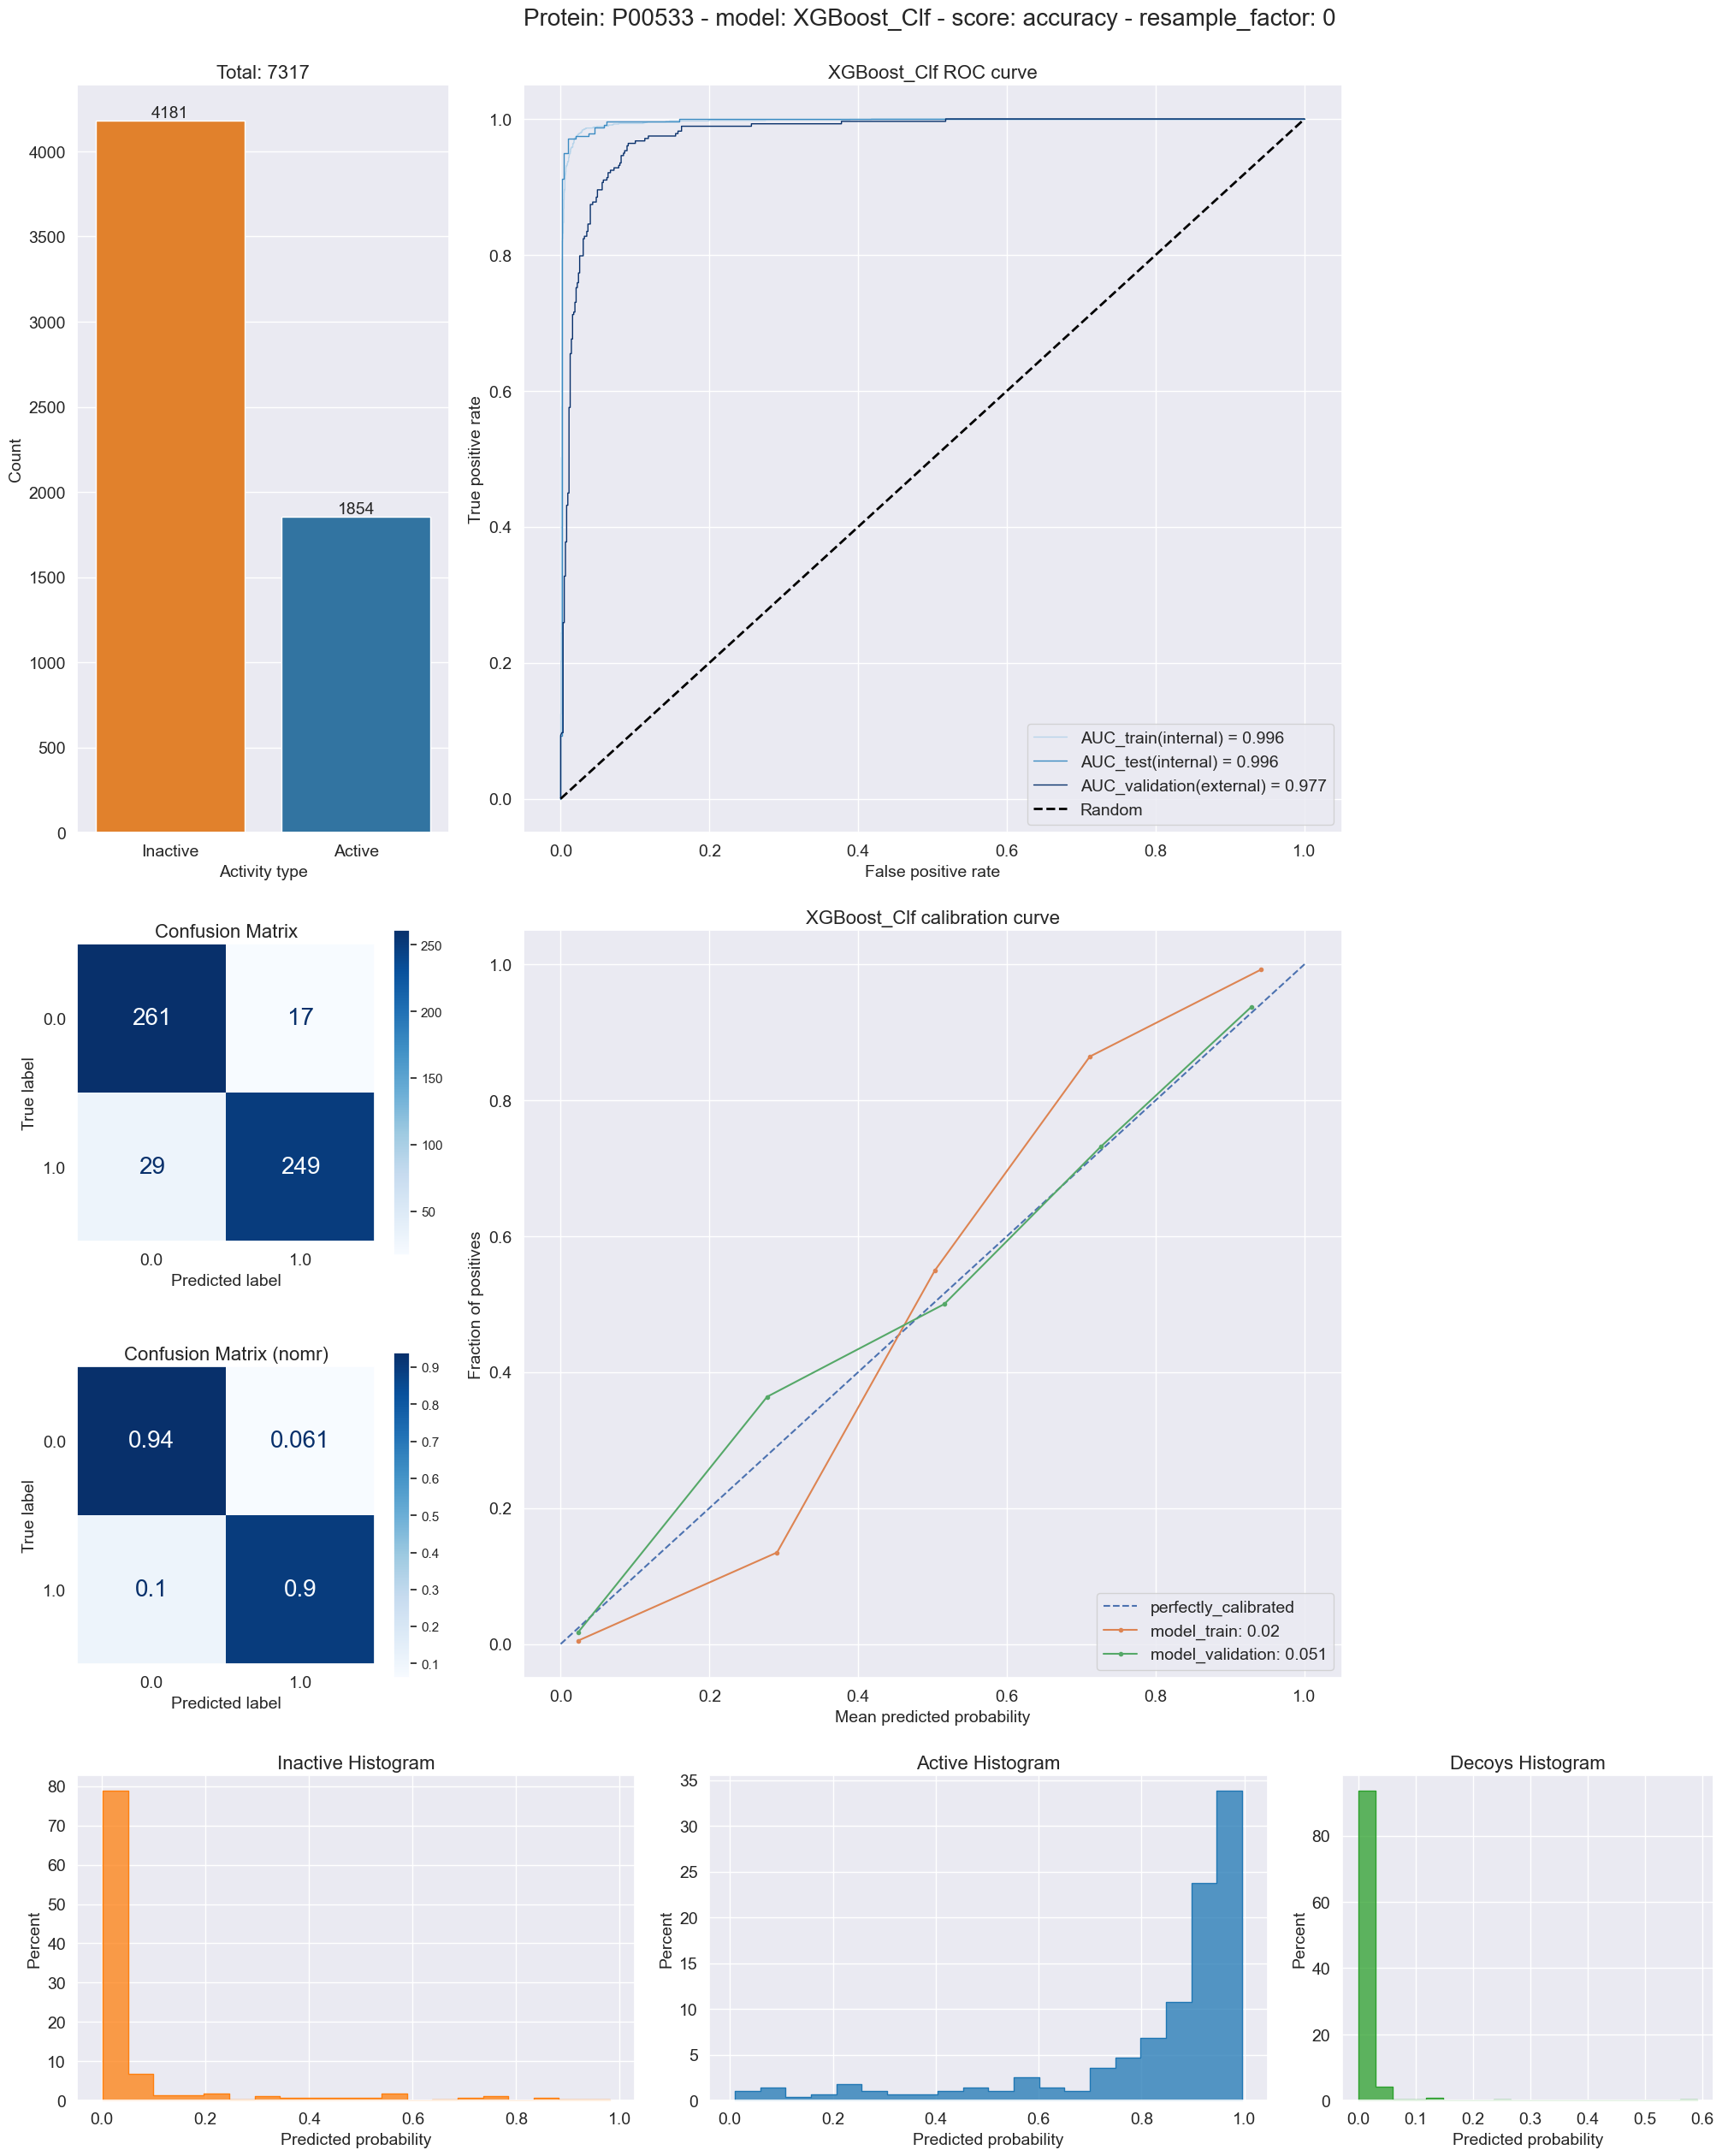 Protein: P00533 - model: XGBoost_Clf - score: accuracy - resample_factor: 0
Total: 7317
4181
1854
4000
3500
3000
2500
2000
1500
1000
500
0
Count
Inactive Active
Activity type
XGBoost_Clf ROC curve
1.0
0.8
0.6
0.4
0.2
0.0
True positive rate
AUC_train(internal) = 0.996
AUC_test(internal) = 0.996
AUC_validation(external) = 0.977
Random
0.0 0.2 0.4 0.6 0.8 1.0
False positive rate
Confusion Matrix
0.0 261 17
1.0 29 249
True label
0.0 1.0
Predicted label
250
200
150
100
50
Confusion Matrix (nomr)
0.0 0.94 0.061
1.0 0.1 0.9
True label
0.0 1.0
Predicted label
0.9
0.8
0.7
0.6
0.5
0.4
0.3
0.2
0.1
XGBoost_Clf calibration curve
1.0
0.8
0.6
0.4
0.2
0.0
Fraction of positives
perfectly_calibrated
model_train: 0.02
model_validation: 0.051
0.0 0.2 0.4 0.6 0.8 1.0
Mean predicted probability
Inactive Histogram
80
70
60
50
40
30
20
10
0
Percent
0.0 0.2 0.4 0.6 0.8 1.0
Predicted probability
Active Histogram
35
30
25
20
15
10
5
0
Percent
0.0 0.2 0.4 0.6 0.8 1.0
Predicted probability
Decoys Histogram
80
60
40
20
0
Percent
0.0 0.1 0.2 0.3 0.4 0.5 0.6
Predicted probability